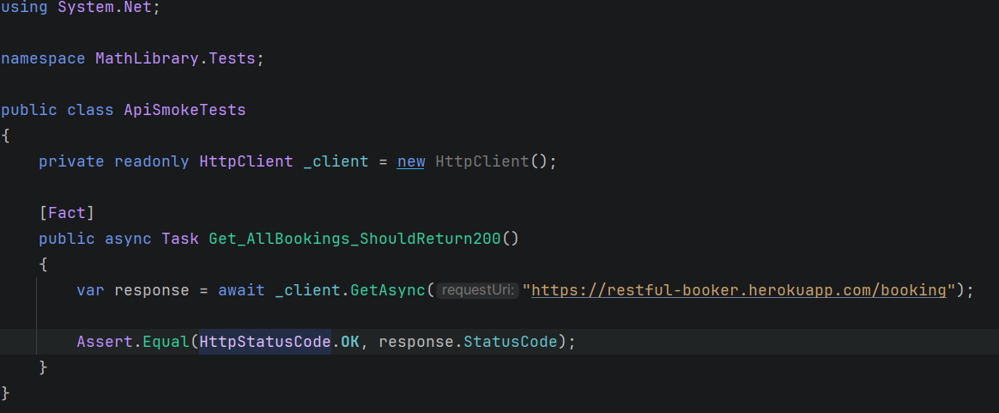 using System.Net;
namespace MathLibrary.Tests;
public class ApiSmokeTests
{
    private readonly HttpClient _client = new HttpClient();
    [Fact]
    public async Task Get_AllBookings_ShouldReturn200()
    {
        var response = await _client.GetAsync(requestUri: "https://restful-booker.herokuapp.com/booking");
        Assert.Equal(HttpStatusCode.OK, response.StatusCode);
    }
}